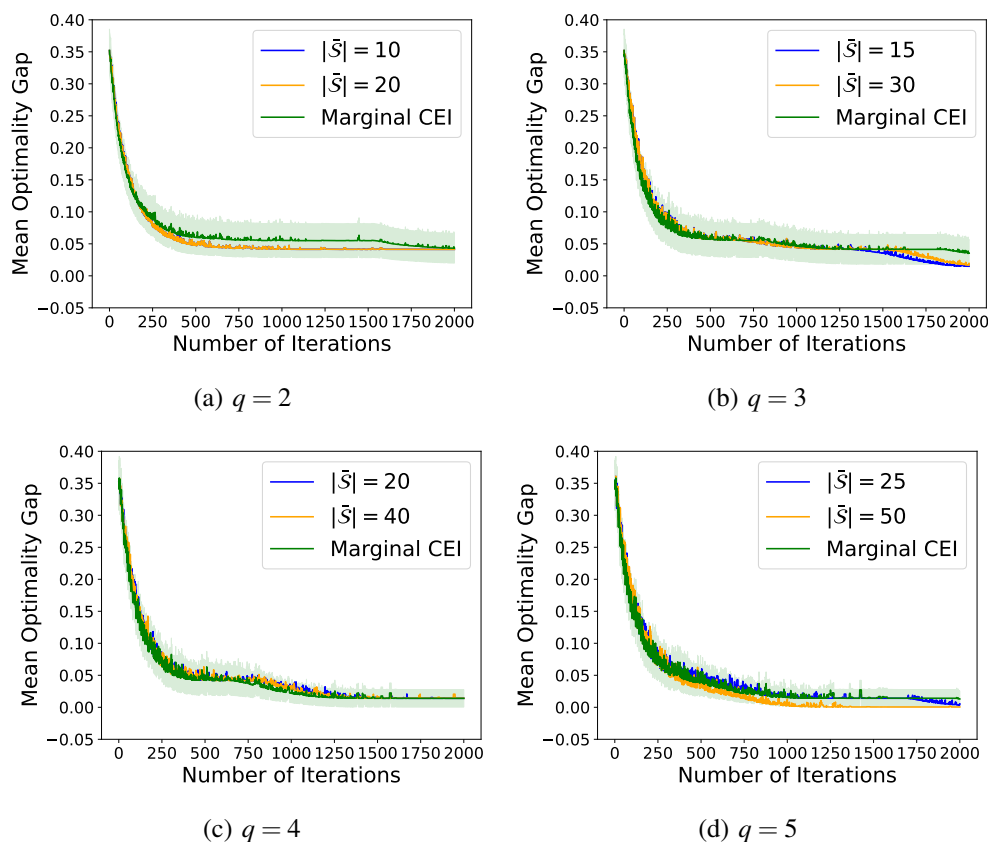 0.40
0.35
0.30
0.25
0.20
0.15
0.10
0.05
0.00
−0.05
Mean Optimality Gap
|S̄| = 10
|S̄| = 20
Marginal CEI
0 250 500 750 1000 1250 1500 1750 2000
Number of Iterations
(a) q = 2
0.40
0.35
0.30
0.25
0.20
0.15
0.10
0.05
0.00
−0.05
Mean Optimality Gap
|S̄| = 15
|S̄| = 30
Marginal CEI
0 250 500 750 1000 1250 1500 1750 2000
Number of Iterations
(b) q = 3
0.40
0.35
0.30
0.25
0.20
0.15
0.10
0.05
0.00
−0.05
Mean Optimality Gap
|S̄| = 20
|S̄| = 40
Marginal CEI
0 250 500 750 1000 1250 1500 1750 2000
Number of Iterations
(c) q = 4
0.40
0.35
0.30
0.25
0.20
0.15
0.10
0.05
0.00
−0.05
Mean Optimality Gap
|S̄| = 25
|S̄| = 50
Marginal CEI
0 250 500 750 1000 1250 1500 1750 2000
Number of Iterations
(d) q = 5